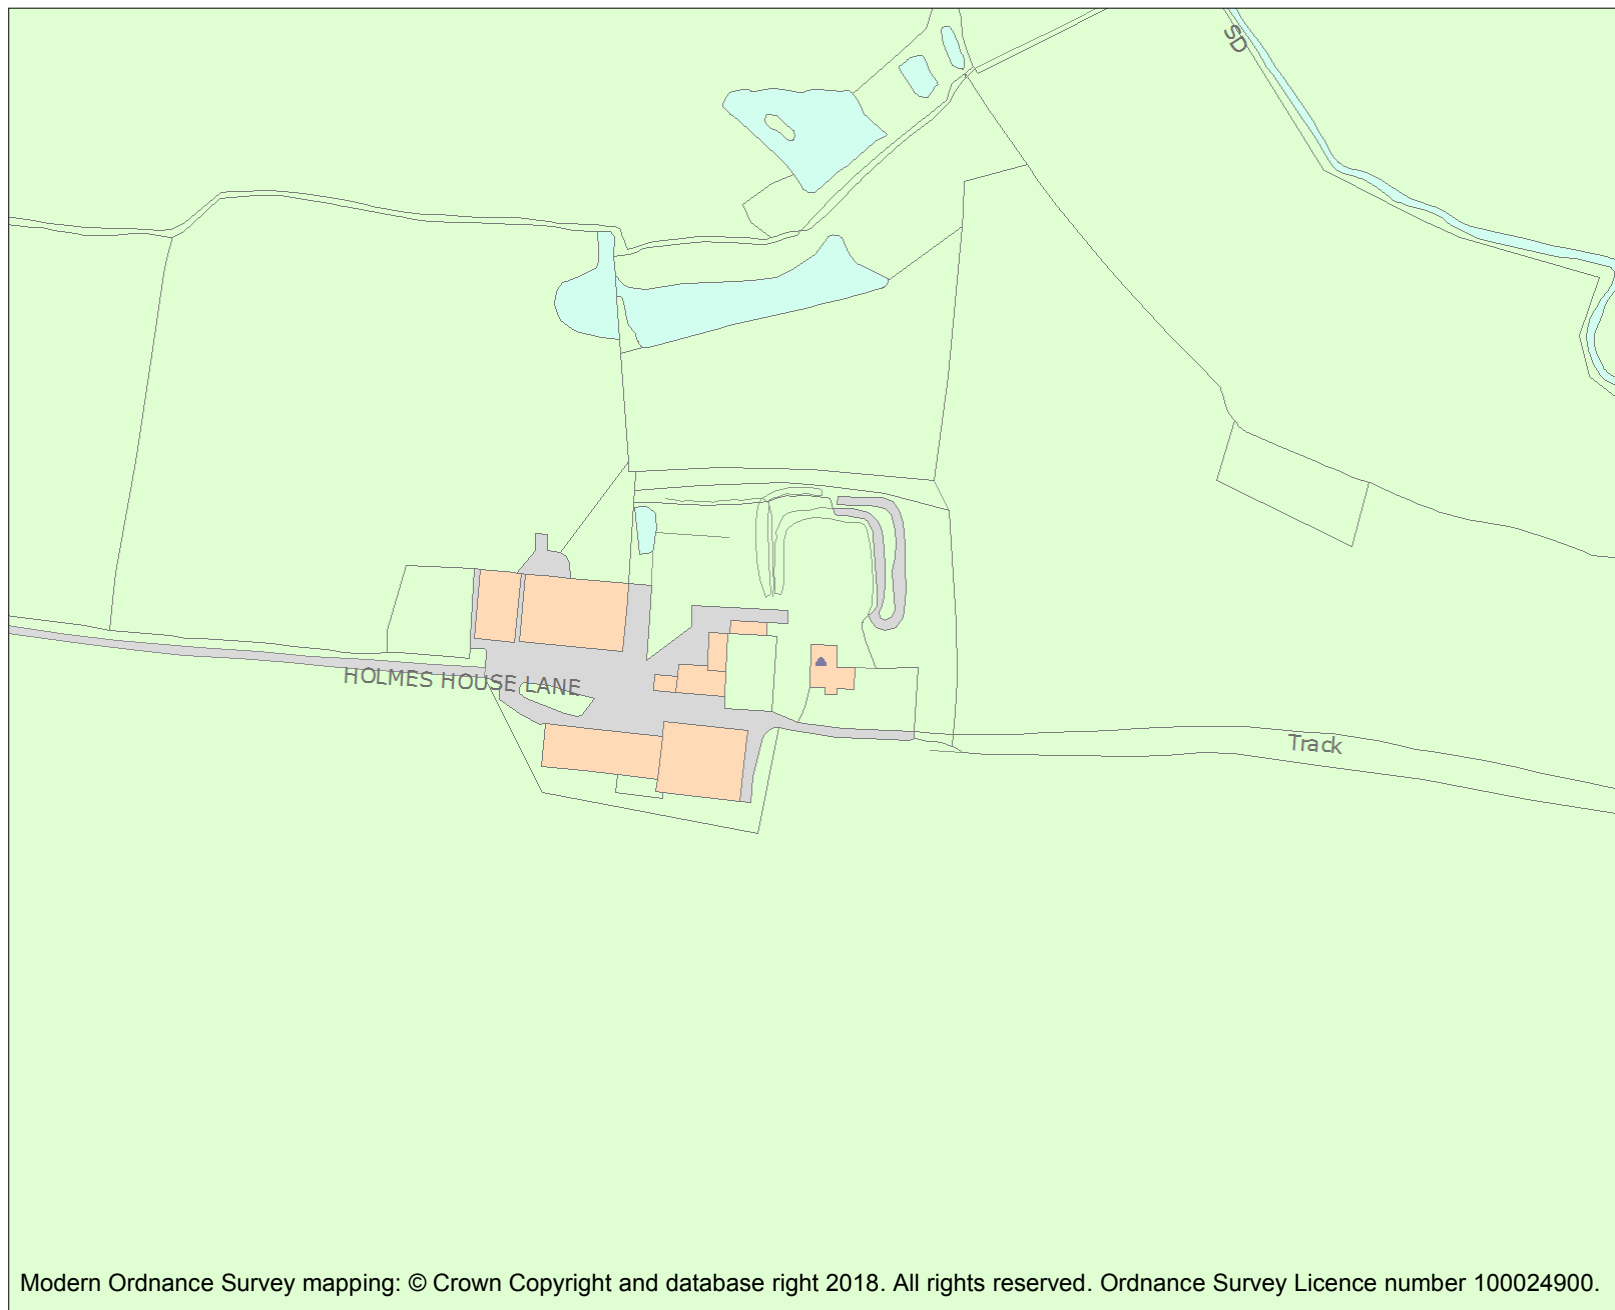 SD
HOLMES HOUSE LANE
Track
Modern Ordnance Survey mapping: © Crown Copyright and database right 2018. All rights reserved. Ordnance Survey Licence number 100024900.